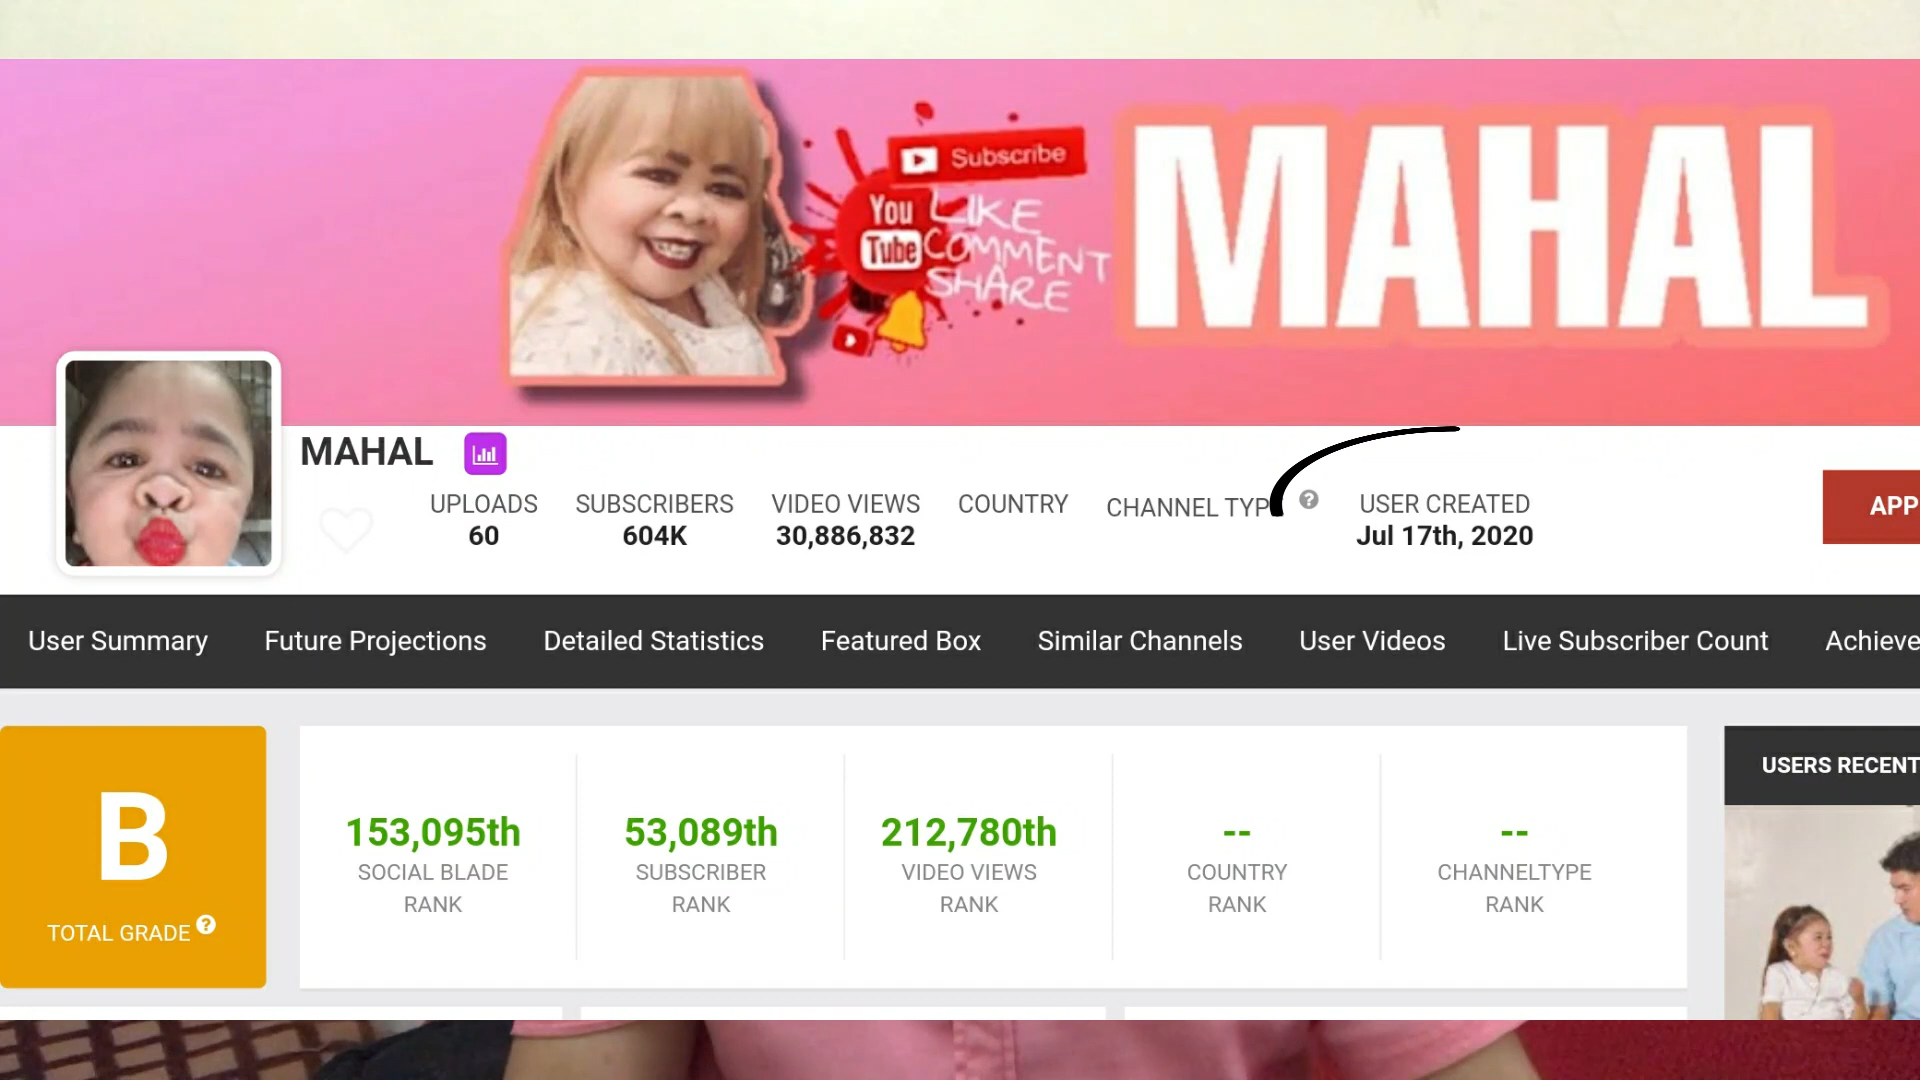 Subscribe
You
Tube
LIKE
COMMENT
SHARE
MAHAL
MAHAL
UPLOADS
60
SUBSCRIBERS
604K
VIDEO VIEWS
30,886,832
COUNTRY
CHANNEL TYP
USER CREATED
Jul 17th, 2020
APP
User Summary Future Projections Detailed Statistics Featured Box Similar Channels User Videos Live Subscriber Count Achieve
B
TOTAL GRADE ?
153,095th
SOCIAL BLADE
RANK
53,089th
SUBSCRIBER
RANK
212,780th
VIDEO VIEWS
RANK
--
COUNTRY
RANK
--
CHANNELTYPE
RANK
USERS RECENT